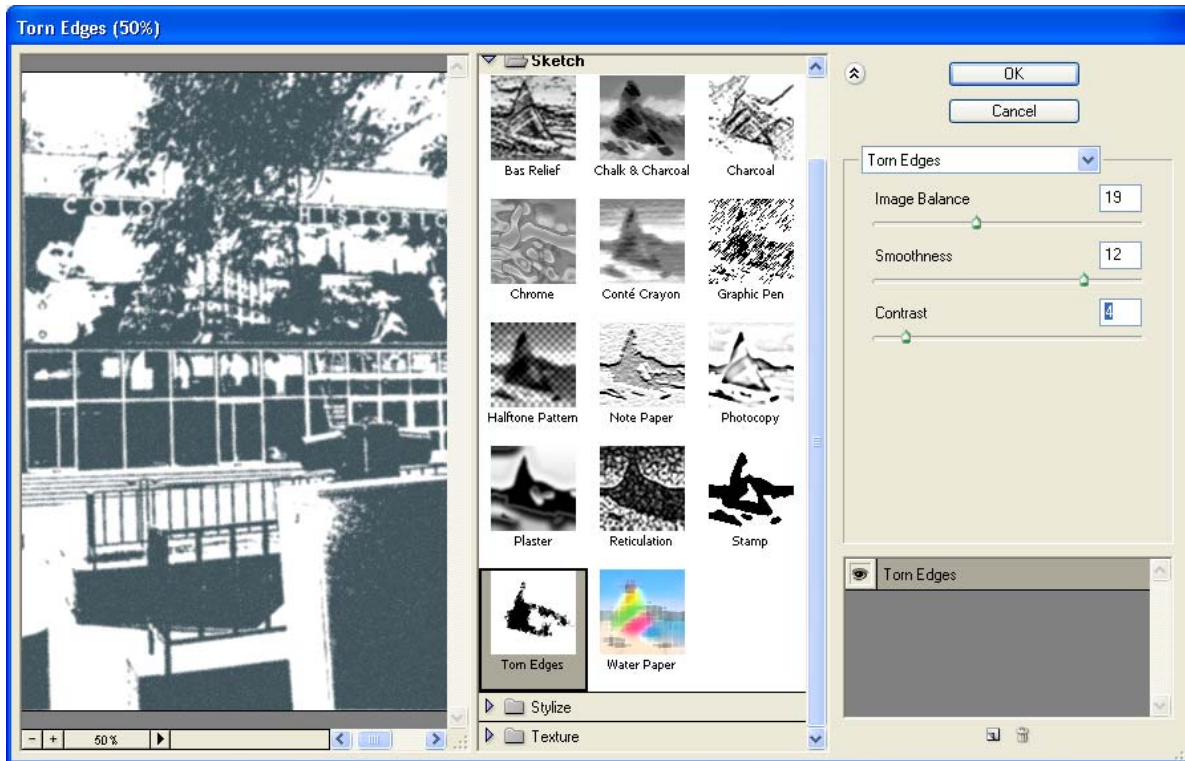 Torn Edges (50%)
COLO HISTORIC
- + 50%
Sketch
Bas Relief Chalk & Charcoal Charcoal
Chrome Conté Crayon Graphic Pen
Halftone Pattern Note Paper Photocopy
Plaster Reticulation Stamp
Torn Edges Water Paper
Stylize
Texture
OK
Cancel
Torn Edges
Image Balance 19
Smoothness 12
Contrast 4
Torn Edges